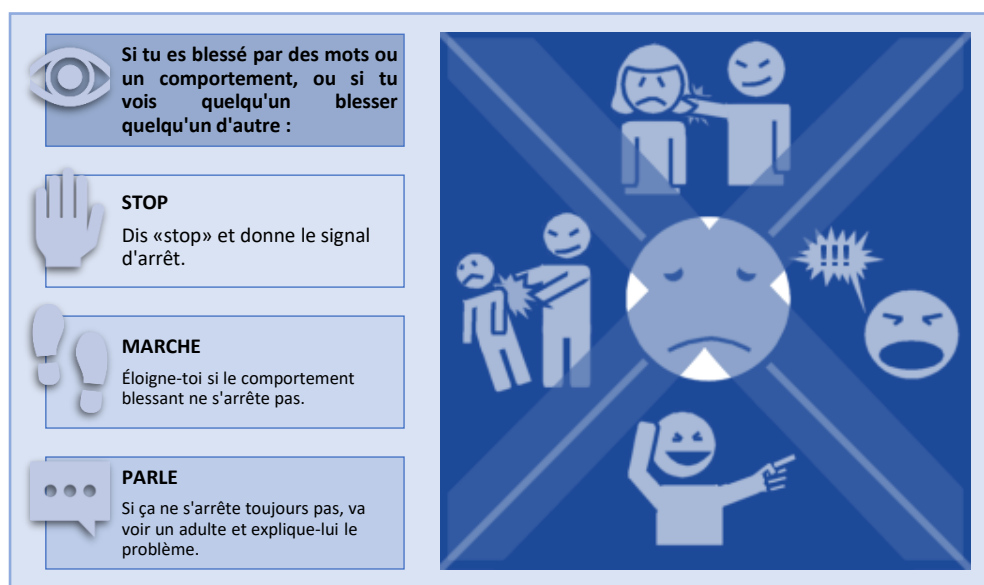 Si tu es blessé par des mots ou
un comportement, ou si tu
vois quelqu'un blesser
quelqu'un d'autre :
STOP
Dis «stop» et donne le signal
d'arrêt.
MARCHE
Éloigne-toi si le comportement
blessant ne s'arrête pas.
PARLE
Si ça ne s'arrête toujours pas, va
voir un adulte et explique-lui le
problème.
!!!